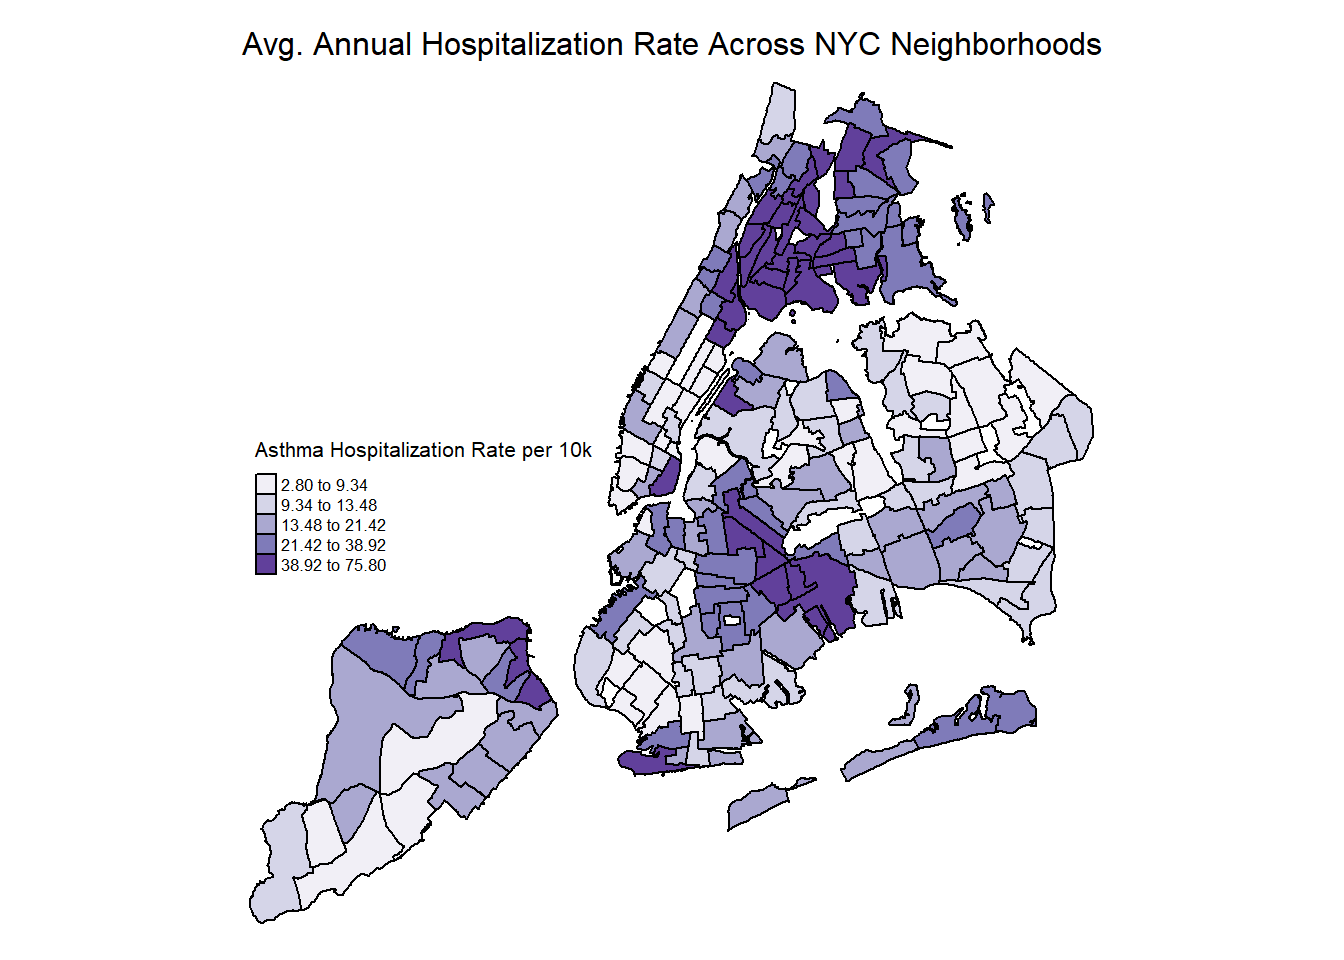 Avg. Annual Hospitalization Rate Across NYC Neighborhoods
Asthma Hospitalization Rate per 10k
2.80 to 9.34
9.34 to 13.48
13.48 to 21.42
21.42 to 38.92
38.92 to 75.80